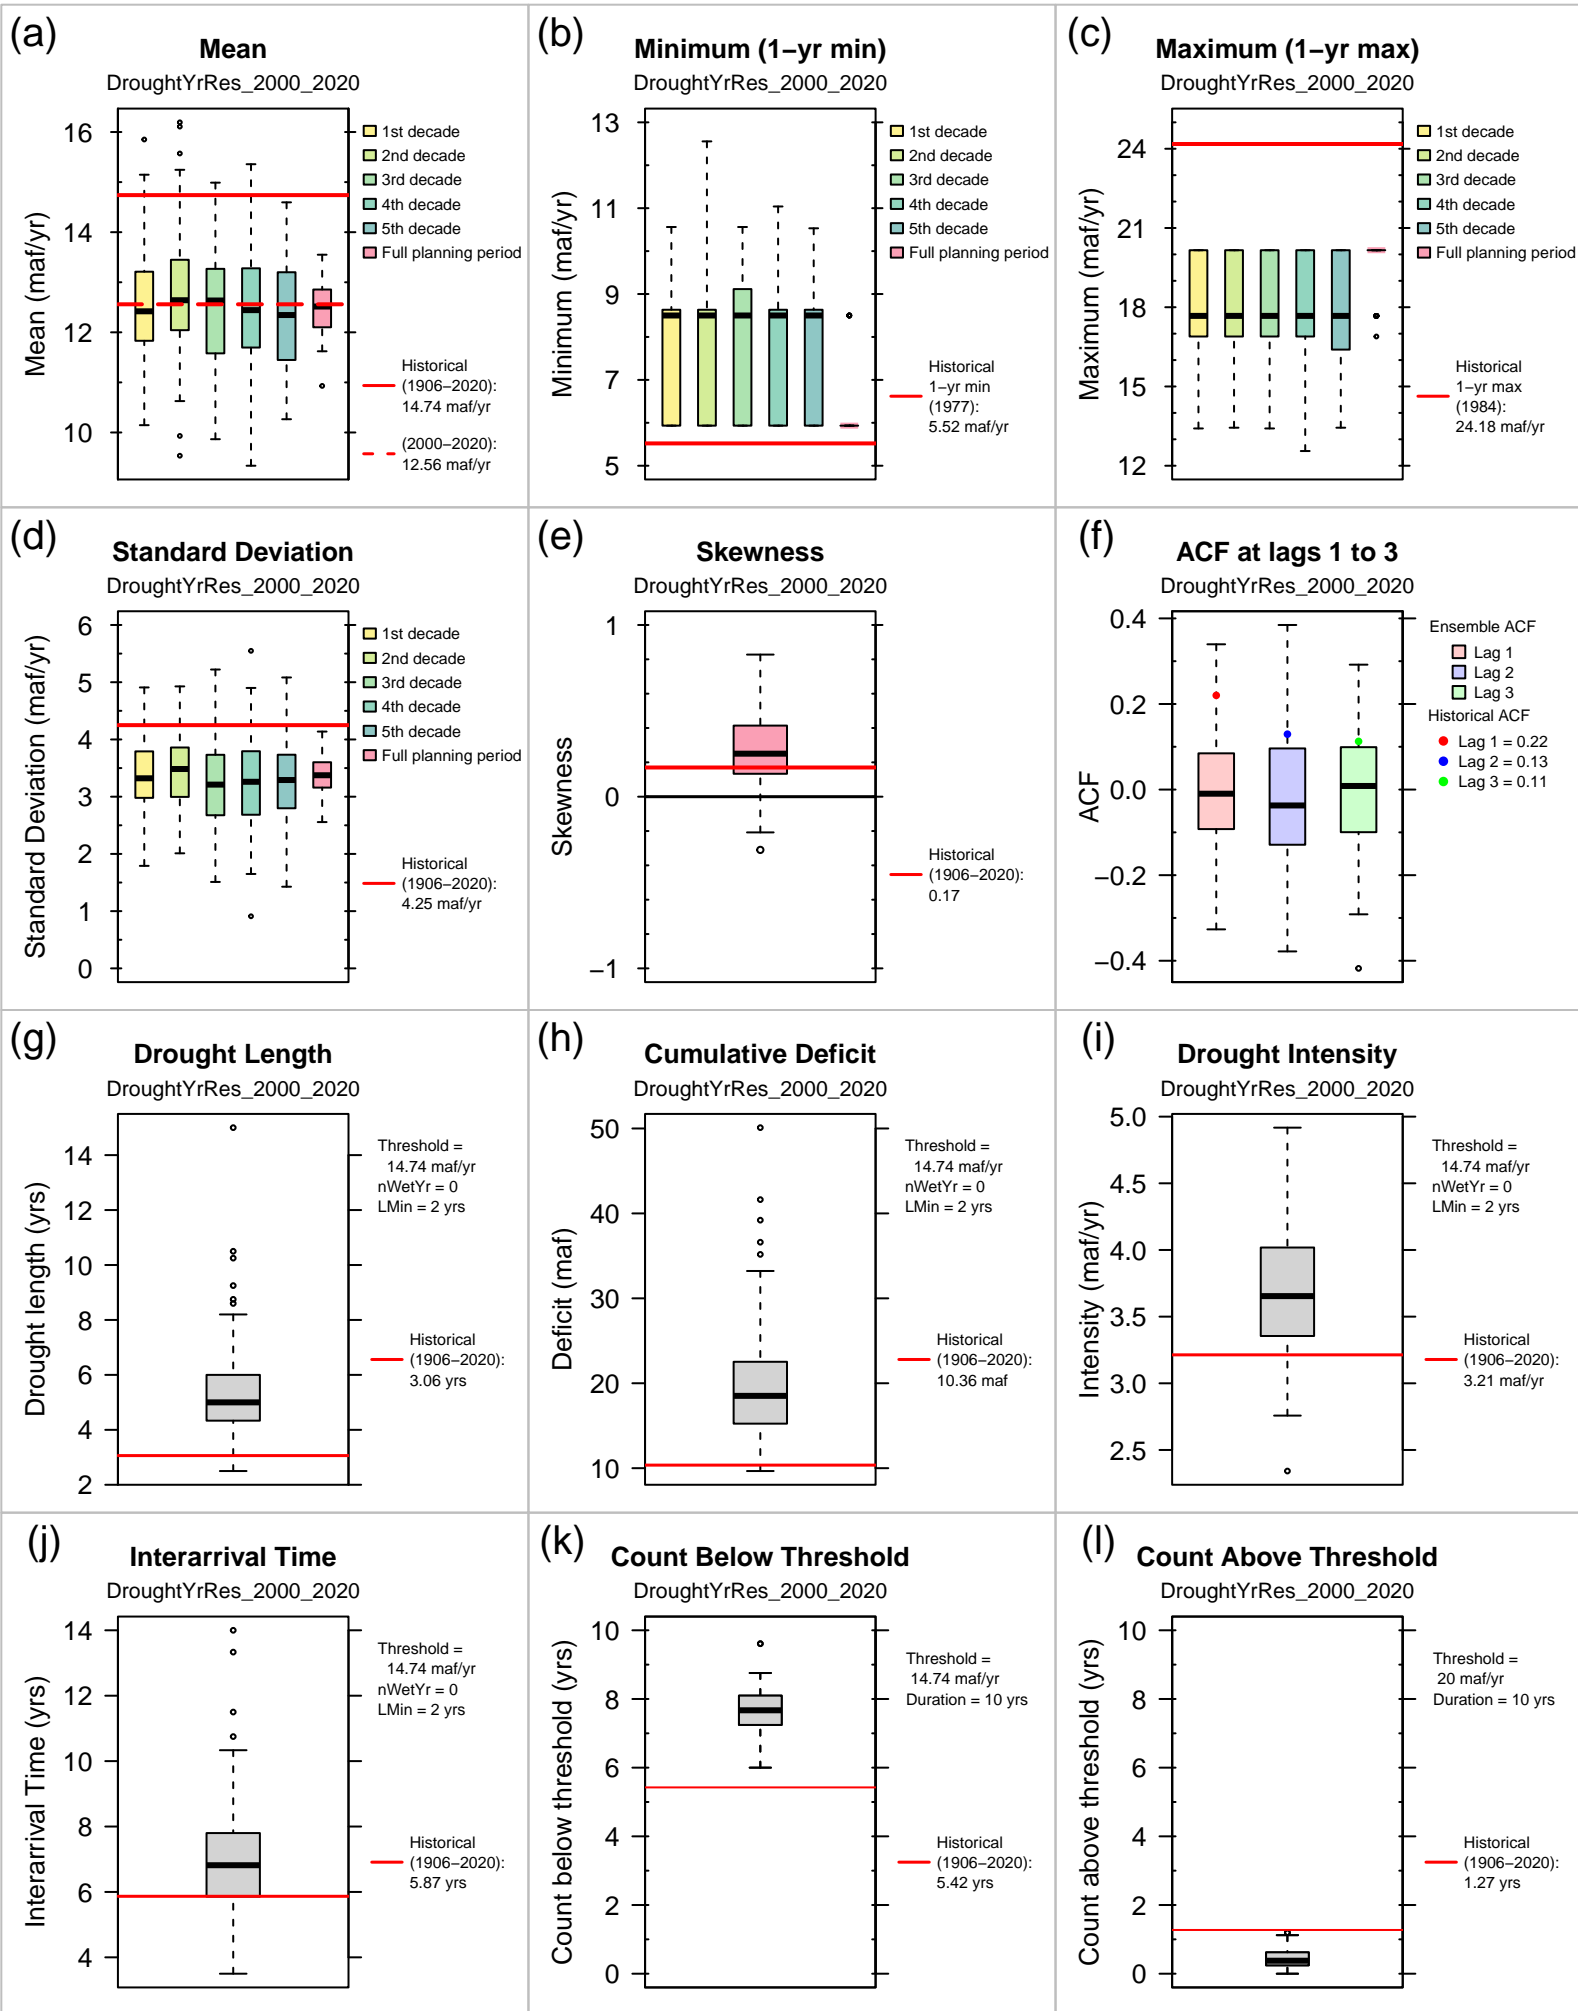 (a)
Mean
DroughtYrRes_2000_2020
Mean (maf/yr)
16
14
12
10
1st decade
2nd decade
3rd decade
4th decade
5th decade
Full planning period
Historical
(1906−2020):
14.74 maf/yr
(2000−2020):
12.56 maf/yr
(b)
Minimum (1−yr min)
DroughtYrRes_2000_2020
Minimum (maf/yr)
13
11
9
7
5
1st decade
2nd decade
3rd decade
4th decade
5th decade
Full planning period
Historical
1−yr min
(1977):
5.52 maf/yr
(c)
Maximum (1−yr max)
DroughtYrRes_2000_2020
Maximum (maf/yr)
24
21
18
15
12
1st decade
2nd decade
3rd decade
4th decade
5th decade
Full planning period
Historical
1−yr max
(1984):
24.18 maf/yr
(d)
Standard Deviation
DroughtYrRes_2000_2020
Standard Deviation (maf/yr)
6
5
4
3
2
1
0
1st decade
2nd decade
3rd decade
4th decade
5th decade
Full planning period
Historical
(1906−2020):
4.25 maf/yr
(e)
Skewness
DroughtYrRes_2000_2020
Skewness
1
0
−1
Historical
(1906−2020):
0.17
(f)
ACF at lags 1 to 3
DroughtYrRes_2000_2020
ACF
0.4
0.2
0.0
−0.2
−0.4
Ensemble ACF
Lag 1
Lag 2
Lag 3
Historical ACF
Lag 1 = 0.22
Lag 2 = 0.13
Lag 3 = 0.11
(g)
Drought Length
DroughtYrRes_2000_2020
Drought length (yrs)
14
12
10
8
6
4
2
Threshold =
14.74 maf/yr
nWetYr = 0
LMin = 2 yrs
Historical
(1906−2020):
3.06 yrs
(h)
Cumulative Deficit
DroughtYrRes_2000_2020
Deficit (maf)
50
40
30
20
10
Threshold =
14.74 maf/yr
nWetYr = 0
LMin = 2 yrs
Historical
(1906−2020):
10.36 maf
(i)
Drought Intensity
DroughtYrRes_2000_2020
Intensity (maf/yr)
5.0
4.5
4.0
3.5
3.0
2.5
Threshold =
14.74 maf/yr
nWetYr = 0
LMin = 2 yrs
Historical
(1906−2020):
3.21 maf/yr
(j)
Interarrival Time
DroughtYrRes_2000_2020
Interarrival Time (yrs)
14
12
10
8
6
4
Threshold =
14.74 maf/yr
nWetYr = 0
LMin = 2 yrs
Historical
(1906−2020):
5.87 yrs
(k)
Count Below Threshold
DroughtYrRes_2000_2020
Count below threshold (yrs)
10
8
6
4
2
0
Threshold =
14.74 maf/yr
Duration = 10 yrs
Historical
(1906−2020):
5.42 yrs
(l)
Count Above Threshold
DroughtYrRes_2000_2020
Count above threshold (yrs)
10
8
6
4
2
0
Threshold =
20 maf/yr
Duration = 10 yrs
Historical
(1906−2020):
1.27 yrs